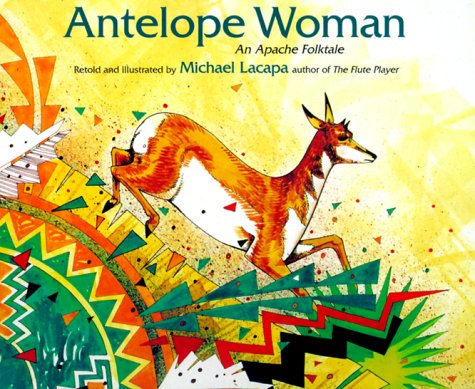 Antelope Woman
An Apache Folktale
Retold and illustrated by Michael Lacapa author of The Flute Player